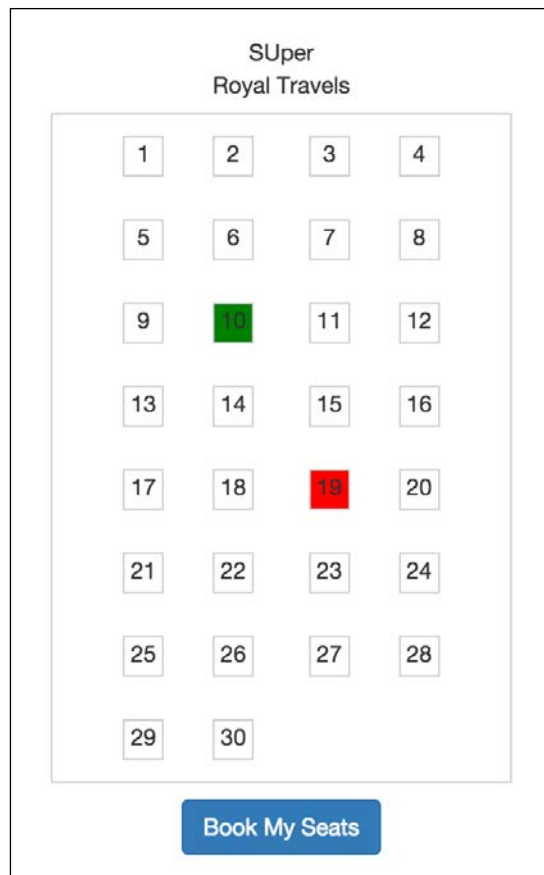 SUper
Royal Travels
1 2 3 4
5 6 7 8
9 10 11 12
13 14 15 16
17 18 19 20
21 22 23 24
25 26 27 28
29 30
Book My Seats